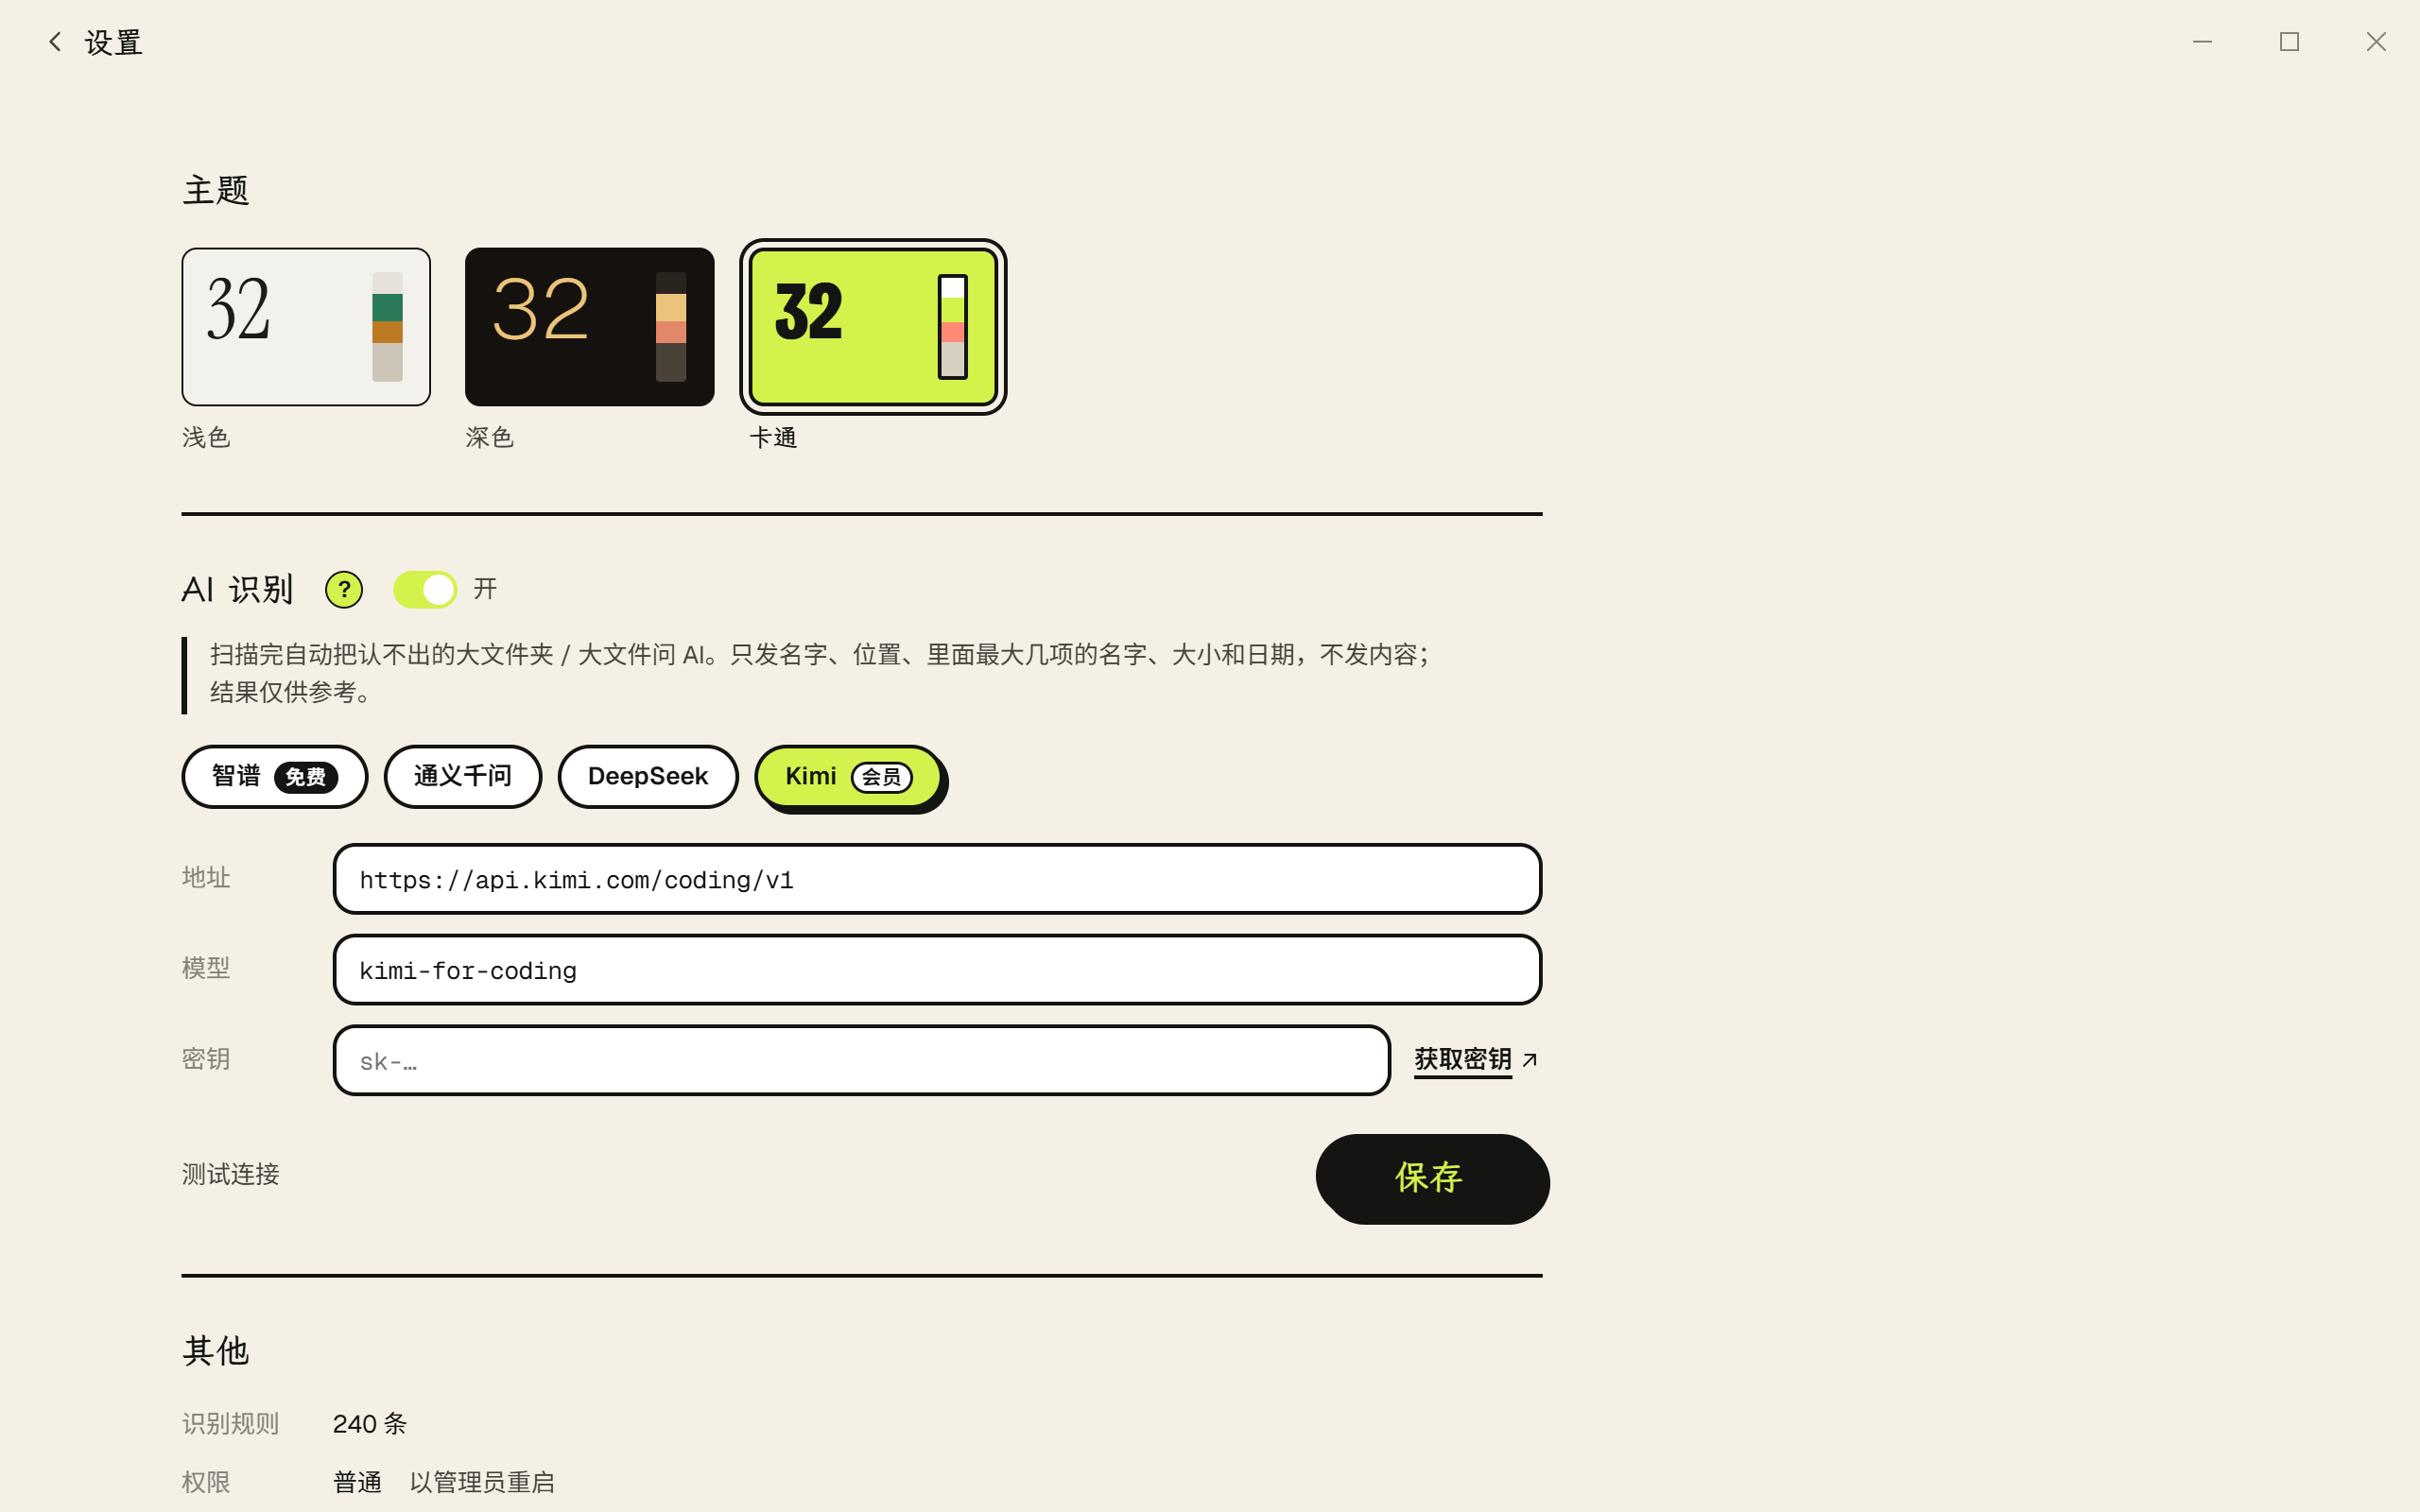 设置
主题
32
32
32
浅色
深色
卡通
AI 识别 ? 开
扫描完自动把认不出的大文件夹 / 大文件问 AI。只发名字、位置、里面最大几项的名字、大小和日期，不发内容；
结果仅供参考。
智谱 免费 通义千问 DeepSeek Kimi 会员
地址 https://api.kimi.com/coding/v1
模型 kimi-for-coding
密钥 sk-… 获取密钥
测试连接 保存
其他
识别规则 240 条
权限 普通 以管理员重启